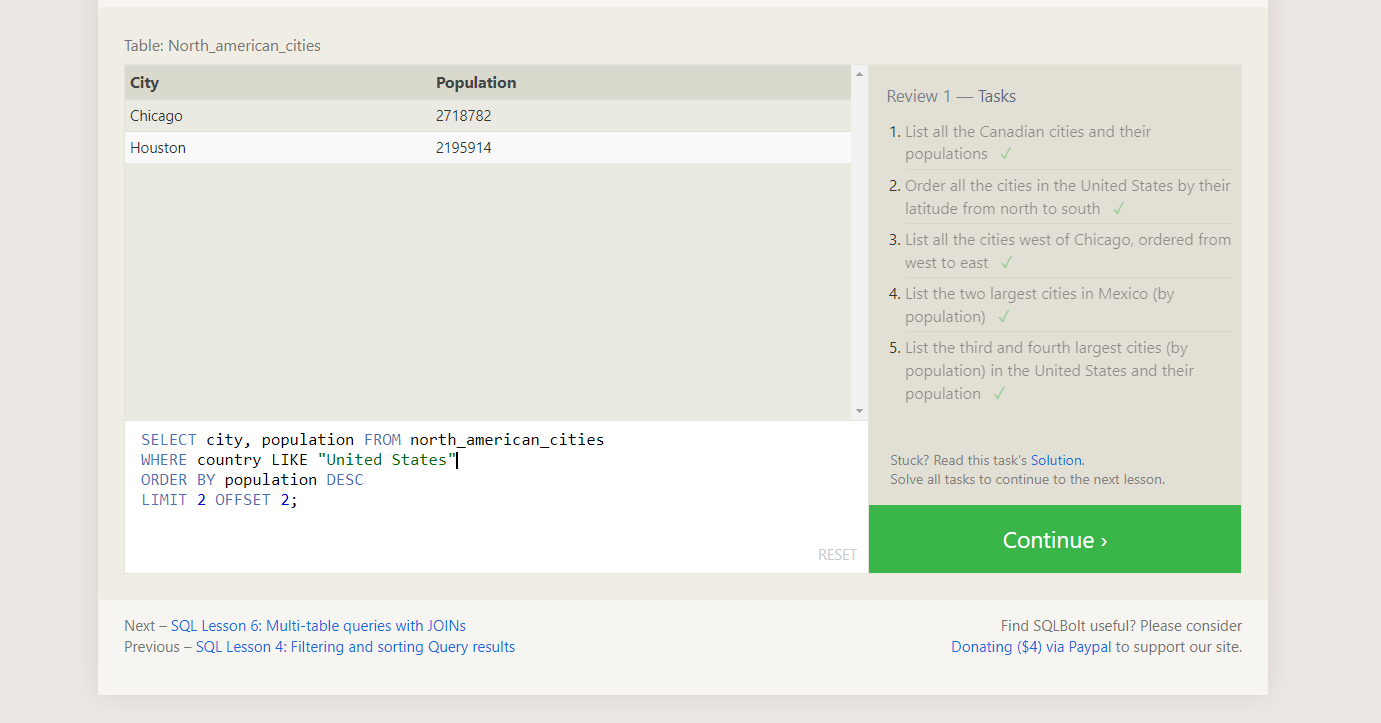 Table: North_american_cities
City Population
Chicago 2718782
Houston 2195914
SELECT city, population FROM north_american_cities
WHERE country LIKE "United States"
ORDER BY population DESC
LIMIT 2 OFFSET 2;
RESET
Review 1 — Tasks
1. List all the Canadian cities and their
populations ✓
2. Order all the cities in the United States by their
latitude from north to south ✓
3. List all the cities west of Chicago, ordered from
west to east ✓
4. List the two largest cities in Mexico (by
population) ✓
5. List the third and fourth largest cities (by
population) in the United States and their
population ✓
Stuck? Read this task's Solution.
Solve all tasks to continue to the next lesson.
Continue ›
Next – SQL Lesson 6: Multi-table queries with JOINs
Previous – SQL Lesson 4: Filtering and sorting Query results
Find SQLBolt useful? Please consider
Donating ($4) via Paypal to support our site.